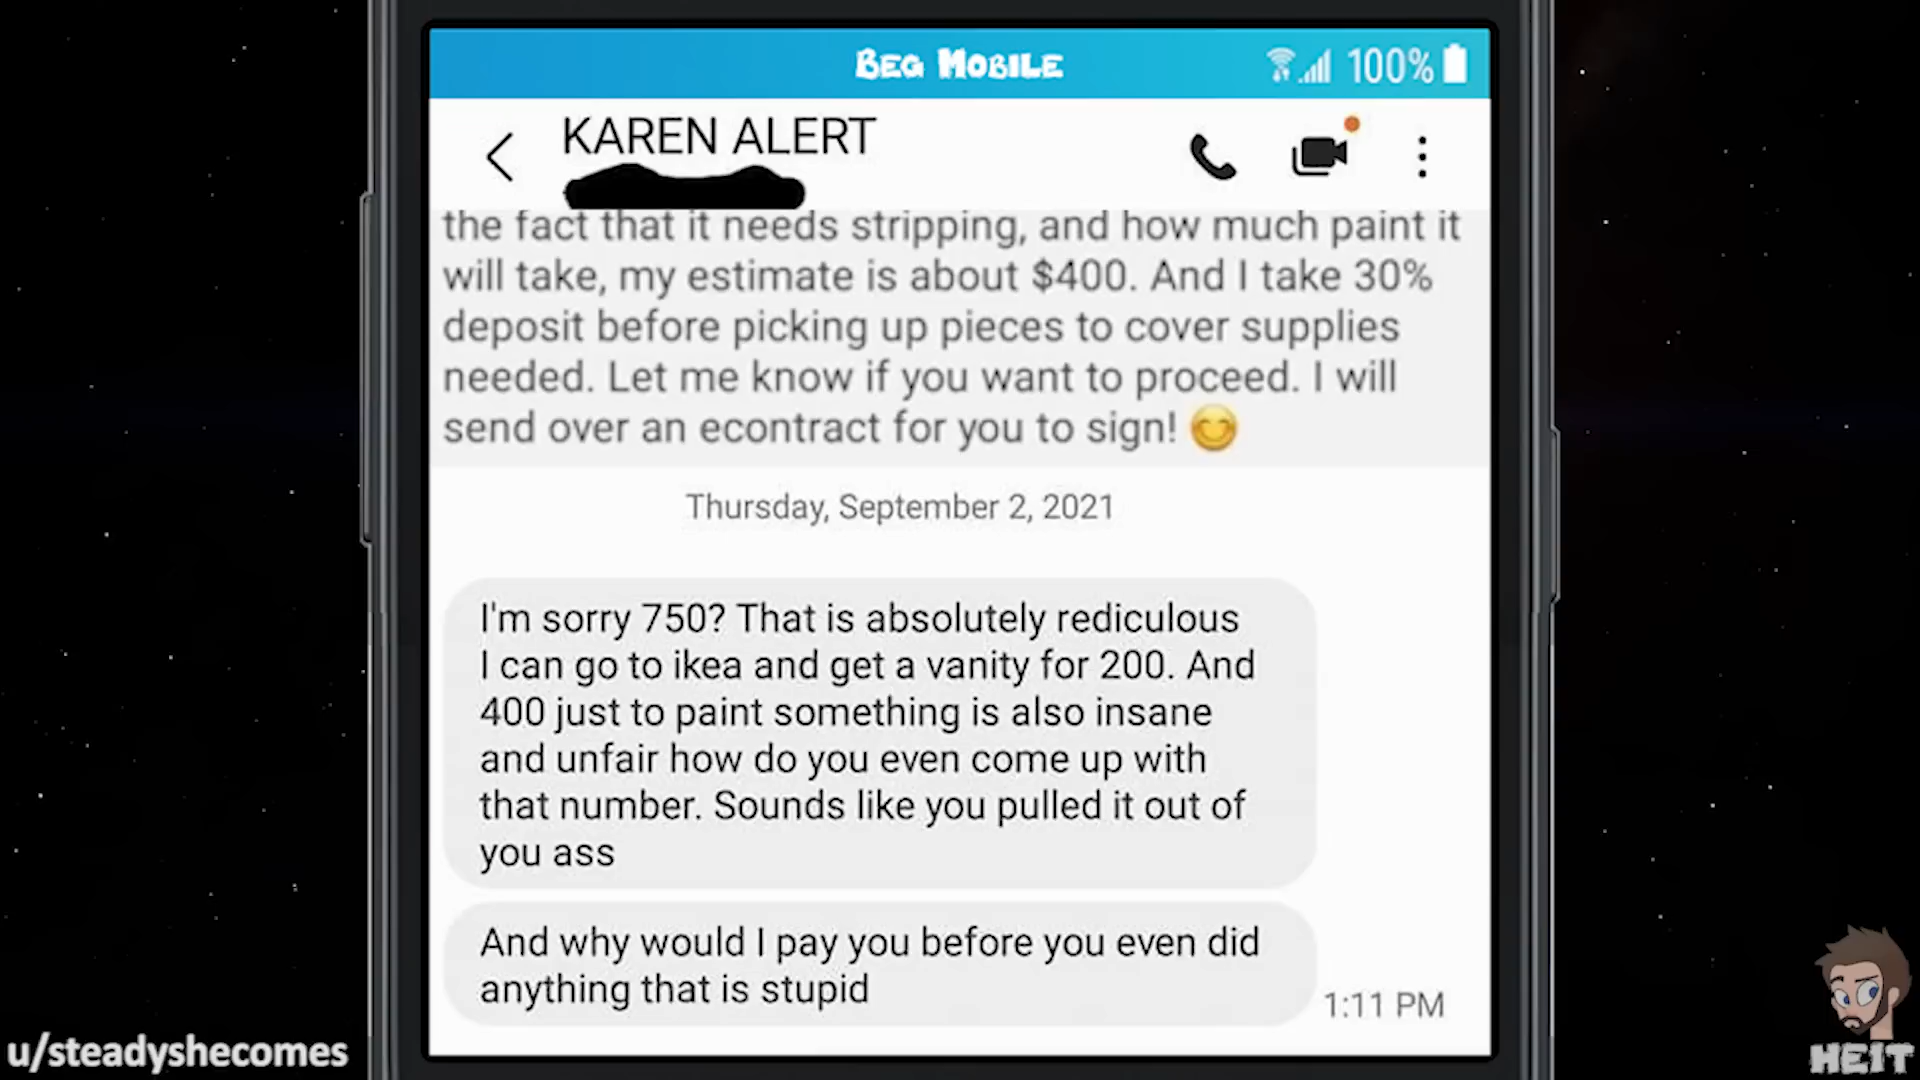 BEG MOBILE
100%
KAREN ALERT
the fact that it needs stripping, and how much paint it
will take, my estimate is about $400. And I take 30%
deposit before picking up pieces to cover supplies
needed. Let me know if you want to proceed. I will
send over an econtract for you to sign! 😊
Thursday, September 2, 2021
I'm sorry 750? That is absolutely rediculous
I can go to ikea and get a vanity for 200. And
400 just to paint something is also insane
and unfair how do you even come up with
that number. Sounds like you pulled it out of
you ass
And why would I pay you before you even did
anything that is stupid
1:11 PM
u/steadyshecomes
HEIT